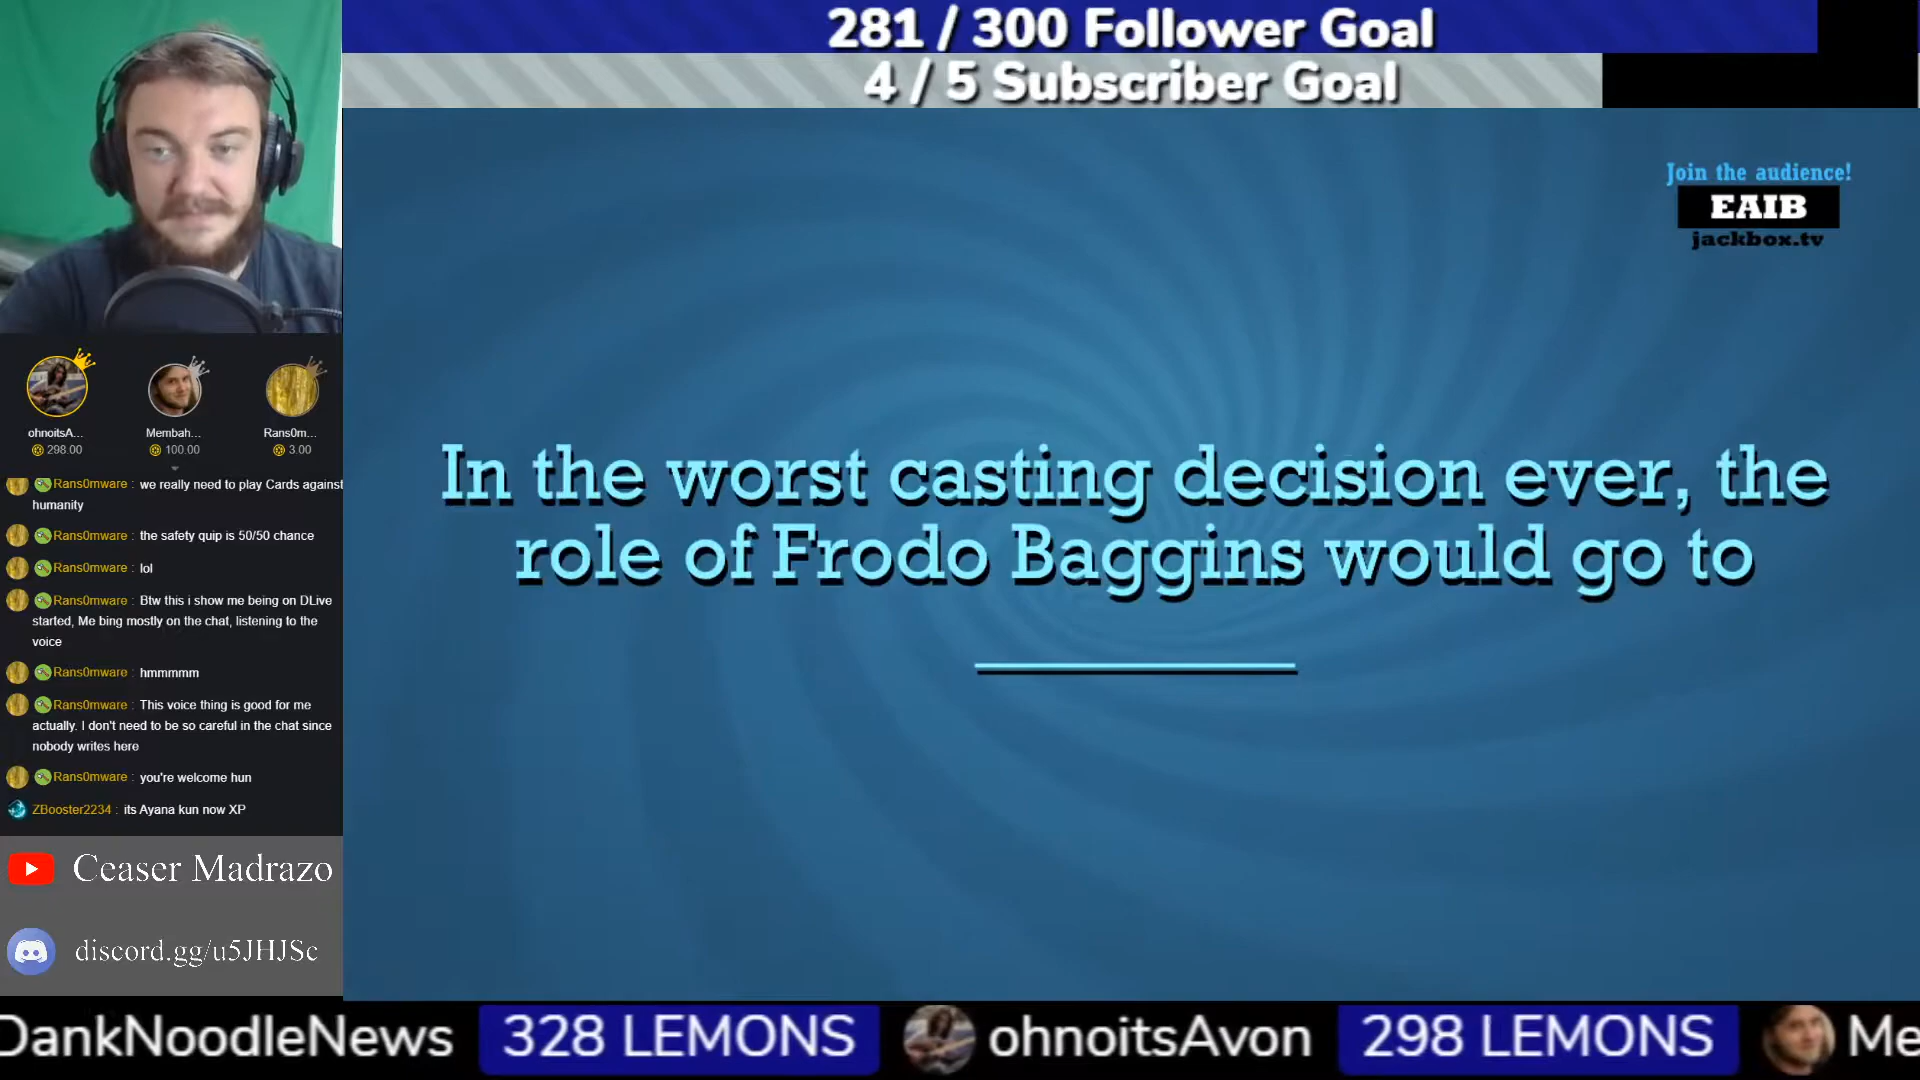 281 / 300 Follower Goal
4 / 5 Subscriber Goal
Join the audience!
EAIB
jackbox.tv
In the worst casting decision ever, the
role of Frodo Baggins would go to
ohnoitsA...
298.00
Membah...
100.00
Rans0m...
3.00
Rans0mware : we really need to play Cards against
humanity
Rans0mware : the safety quip is 50/50 chance
Rans0mware : lol
Rans0mware : Btw this i show me being on DLive
started, Me bing mostly on the chat, listening to the
voice
Rans0mware : hmmmmm
Rans0mware : This voice thing is good for me
actually. I don't need to be so careful in the chat since
nobody writes here
Rans0mware : you're welcome hun
ZBooster2234 : its Ayana kun now XP
Ceaser Madrazo
discord.gg/u5JHJSc
DankNoodleNews 328 LEMONS ohnoitsAvon 298 LEMONS Me